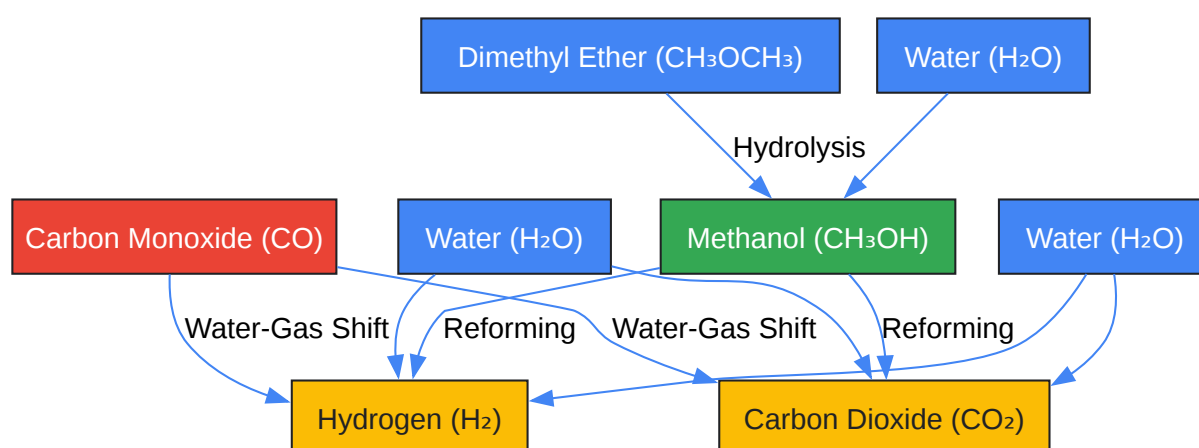 Dimethyl Ether (CH₃OCH₃)
Water (H₂O)
Hydrolysis
Carbon Monoxide (CO)
Water (H₂O)
Methanol (CH₃OH)
Water (H₂O)
Water-Gas Shift
Reforming
Water-Gas Shift
Reforming
Hydrogen (H₂)
Carbon Dioxide (CO₂)